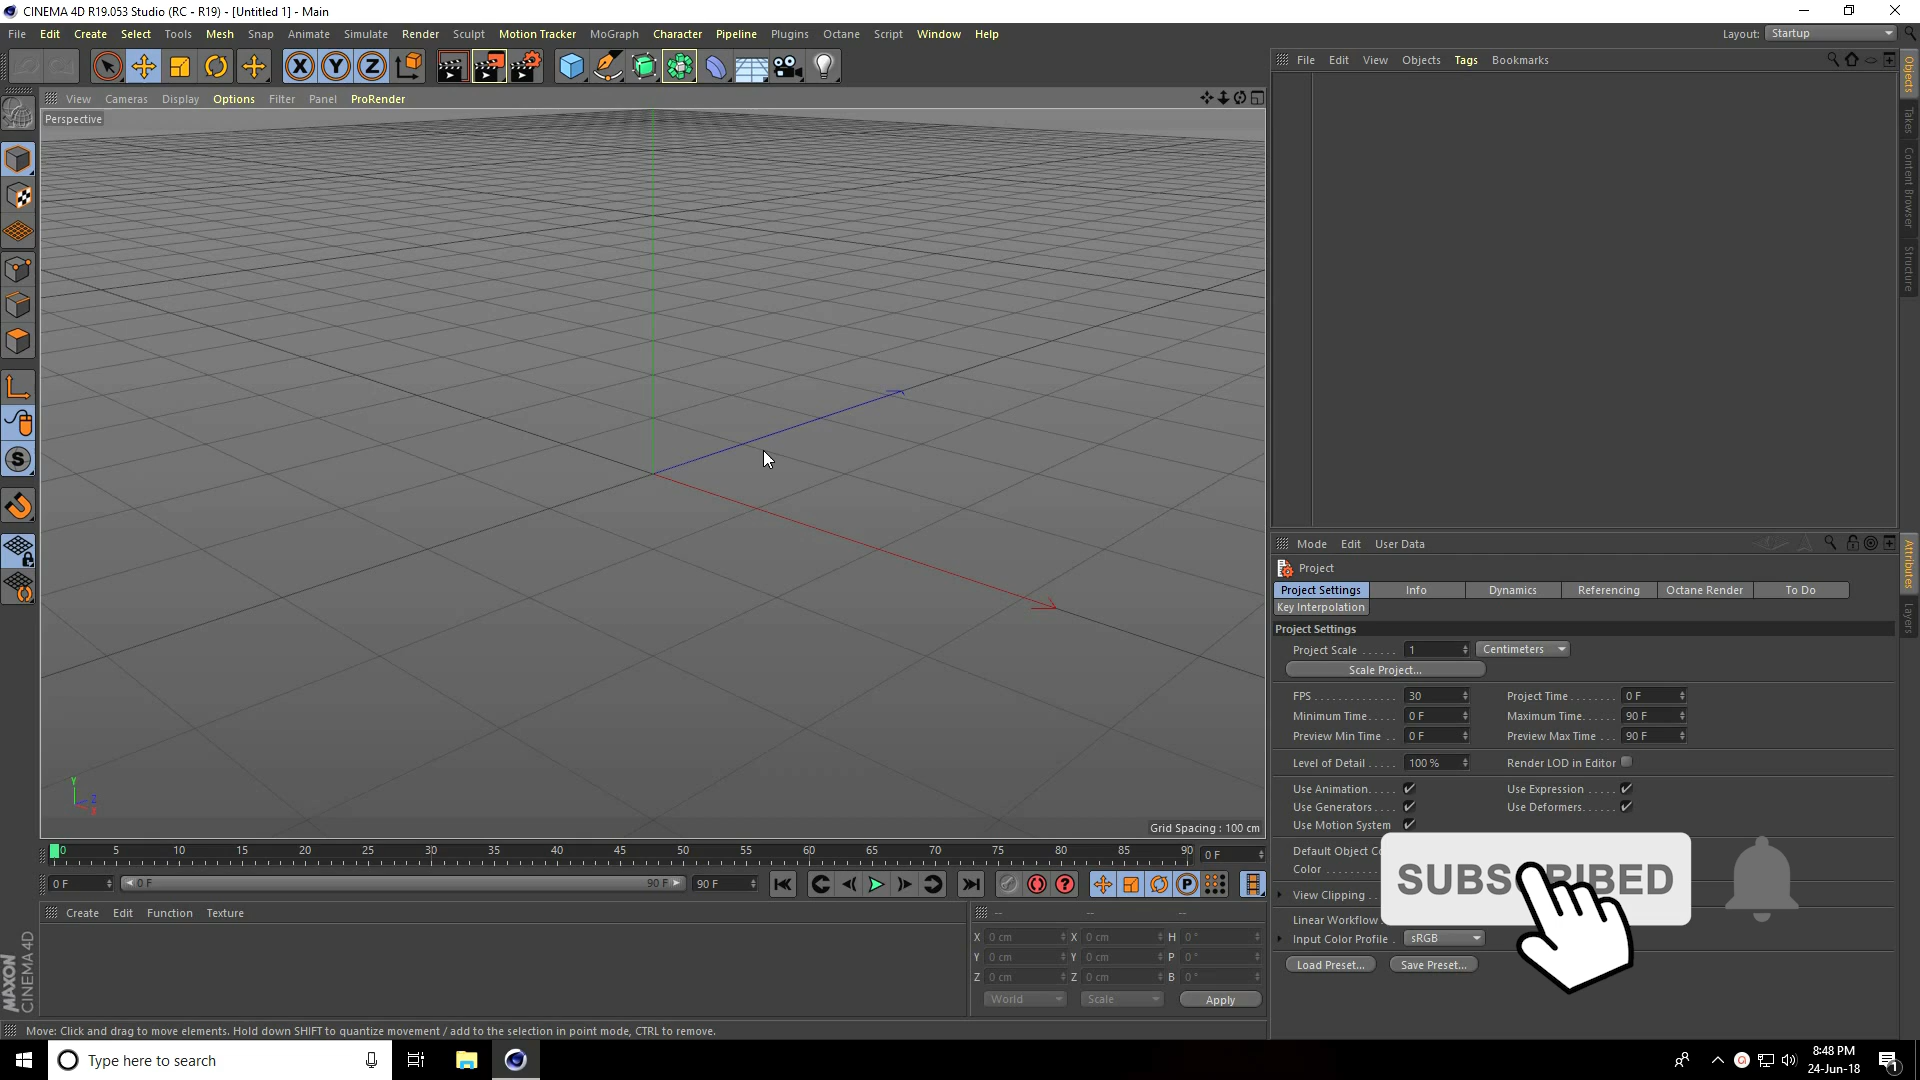 CINEMA 4D R19.053 Studio (RC - R19) - [Untitled 1] - Main
File Edit Create Select Tools Mesh Snap Animate Simulate Render Sculpt Motion Tracker MoGraph Character Pipeline Plugins Octane Script Window Help
Layout: Startup
File Edit View Objects Tags Bookmarks
View Cameras Display Options Filter Panel ProRender
Perspective
Objects
Takes
Content Browser
Structure
Mode Edit User Data
Project
Project Settings Info Dynamics Referencing Octane Render To Do
Key Interpolation
Attributes
Layers
Project Settings
Project Scale ...... 1 Centimeters
Scale Project...
FPS 30 Project Time 0 F
Minimum Time 0 F Maximum Time 90 F
Preview Min Time 0 F Preview Max Time 90 F
Level of Detail 100 % Render LOD in Editor
Use Animation Use Expression
Use Generators Use Deformers
Use Motion System
Default Object Co
Color
View Clipping
Linear Workflow
Input Color Profile sRGB
Load Preset... Save Preset...
SUBSCRIBED
Y
Z
X
Grid Spacing : 100 cm
0 5 10 15 20 25 30 35 40 45 50 55 60 65 70 75 80 85 90 0 F
0 F 0 F 90 F 90 F
Create Edit Function Texture
-- -- --
X 0 cm X 0 cm H 0 °
Y 0 cm Y 0 cm P 0 °
Z 0 cm Z 0 cm B 0 °
World Scale Apply
MAXON
CINEMA 4D
Move: Click and drag to move elements. Hold down SHIFT to quantize movement / add to the selection in point mode, CTRL to remove.
Type here to search
8:48 PM
24-Jun-18
1